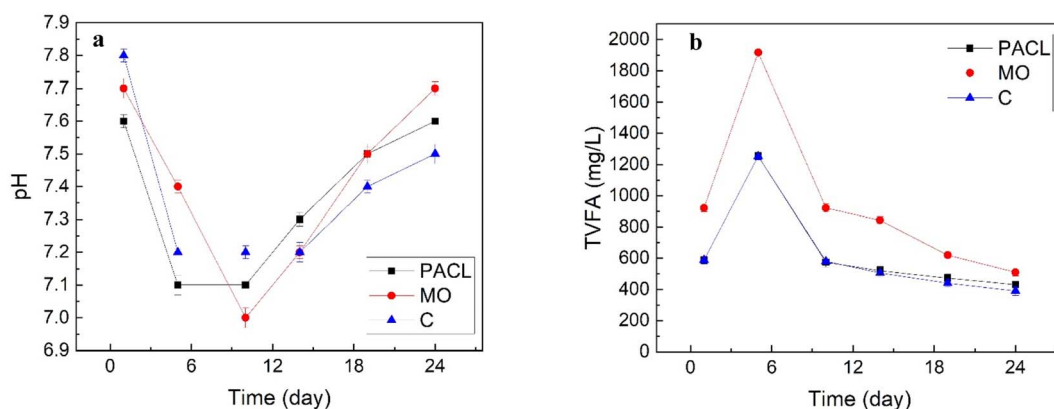 a
7.9
7.8
7.7
7.6
7.5
7.4
7.3
7.2
7.1
7.0
6.9
pH
0
6
12
18
24
Time (day)
PACL
MO
C
b
2000
1800
1600
1400
1200
1000
800
600
400
200
0
TVFA (mg/L)
0
6
12
18
24
Time (day)
PACL
MO
C